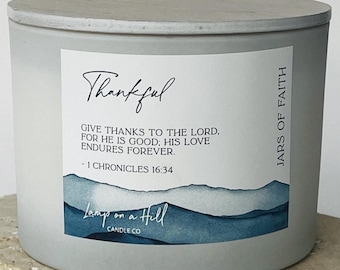 Thankful
GIVE THANKS TO THE LORD,
FOR HE IS GOOD; HIS LOVE
ENDURES FOREVER.
- 1 CHRONICLES 16:34
JARS OF FAITH
Lamp on a Hill
CANDLE CO